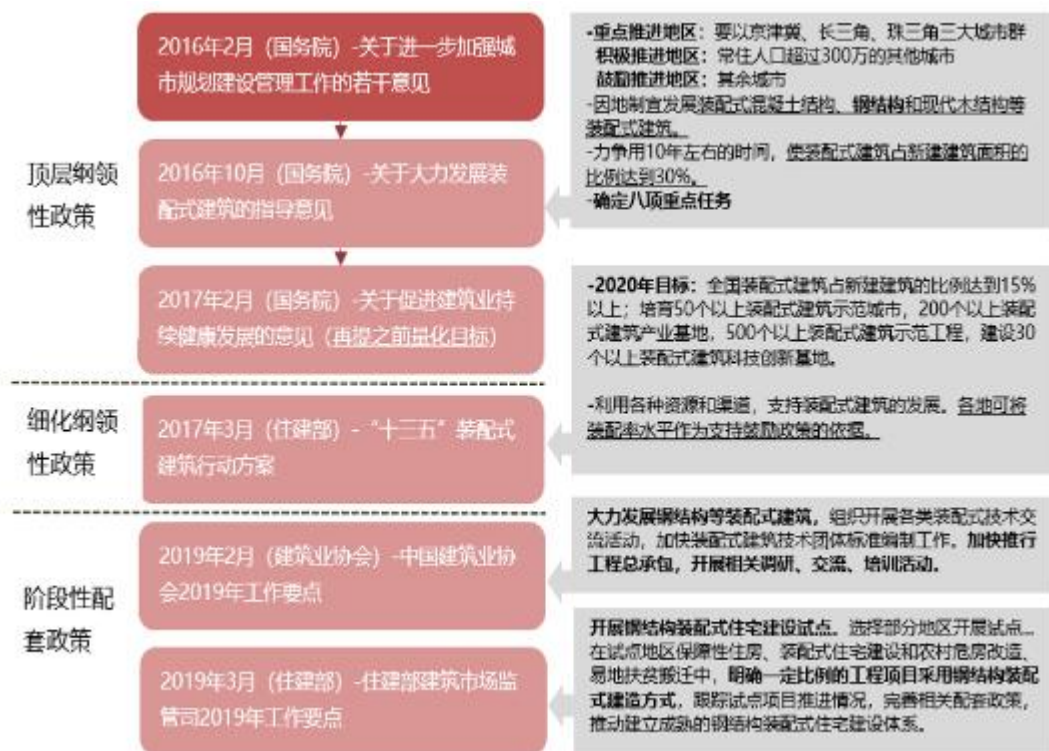 顶层纲领
性政策
2016年2月（国务院）-关于进一步加强城
市规划建设管理工作的若干意见
2016年10月（国务院）-关于大力发展装
配式建筑的指导意见
2017年2月（国务院）-关于促进建筑业持
续健康发展的意见（再提之前量化目标）
-重点推进地区：要以京津冀、长三角、珠三角三大城市群
积极推进地区：常住人口超过300万的其他城市
鼓励推进地区：其余城市
-因地制宜发展装配式混凝土结构、钢结构和现代木结构等
装配式建筑。
-力争用10年左右的时间，使装配式建筑占新建建筑面积的
比例达到30%。
-确定八项重点任务
细化纲领
性政策
2017年3月（住建部）-“十三五”装配式
建筑行动方案
-2020年目标：全国装配式建筑占新建建筑的比例达到15%
以上；培育50个以上装配式建筑示范城市，200个以上装配
式建筑产业基地，500个以上装配式建筑示范工程，建设30
个以上装配式建筑科技创新基地。
-利用各种资源和渠道，支持装配式建筑的发展。各地可将
装配率水平作为支持鼓励政策的依据。
阶段性配
套政策
2019年2月（建筑业协会）-中国建筑业协
会2019年工作要点
大力发展钢结构等装配式建筑，组织开展各类装配式技术交
流活动，加快装配式建筑技术团体标准编制工作。加快推行
工程总承包，开展相关调研、交流、培训活动。
2019年3月（住建部）-住建部建筑市场监
管司2019年工作要点
开展钢结构装配式住宅建设试点。选择部分地区开展试点...
在试点地区保障性住房、装配式住宅建设和农村危房改造、
易地扶贫搬迁中，明确一定比例的工程项目采用钢结构装配
式建造方式，跟踪试点项目推进情况，完善相关配套政策，
推动建立成熟的钢结构装配式住宅建设体系。